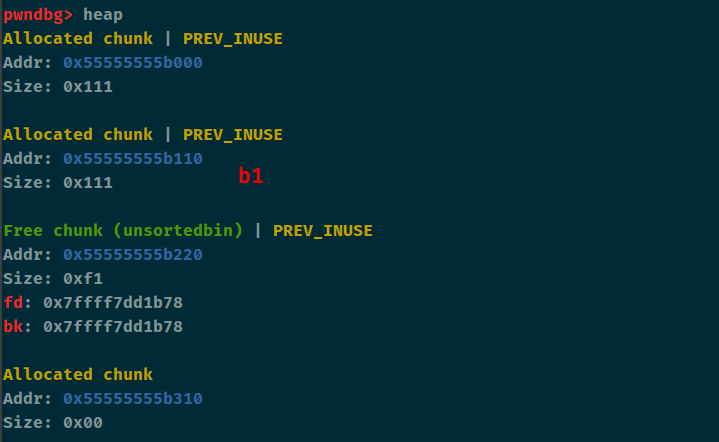 pwndbg> heap
Allocated chunk | PREV_INUSE
Addr: 0x55555555b000
Size: 0x111
Allocated chunk | PREV_INUSE
Addr: 0x55555555b110
b1
Size: 0x111
Free chunk (unsortedbin) | PREV_INUSE
Addr: 0x55555555b220
Size: 0xf1
fd: 0x7ffff7dd1b78
bk: 0x7ffff7dd1b78
Allocated chunk
Addr: 0x55555555b310
Size: 0x00